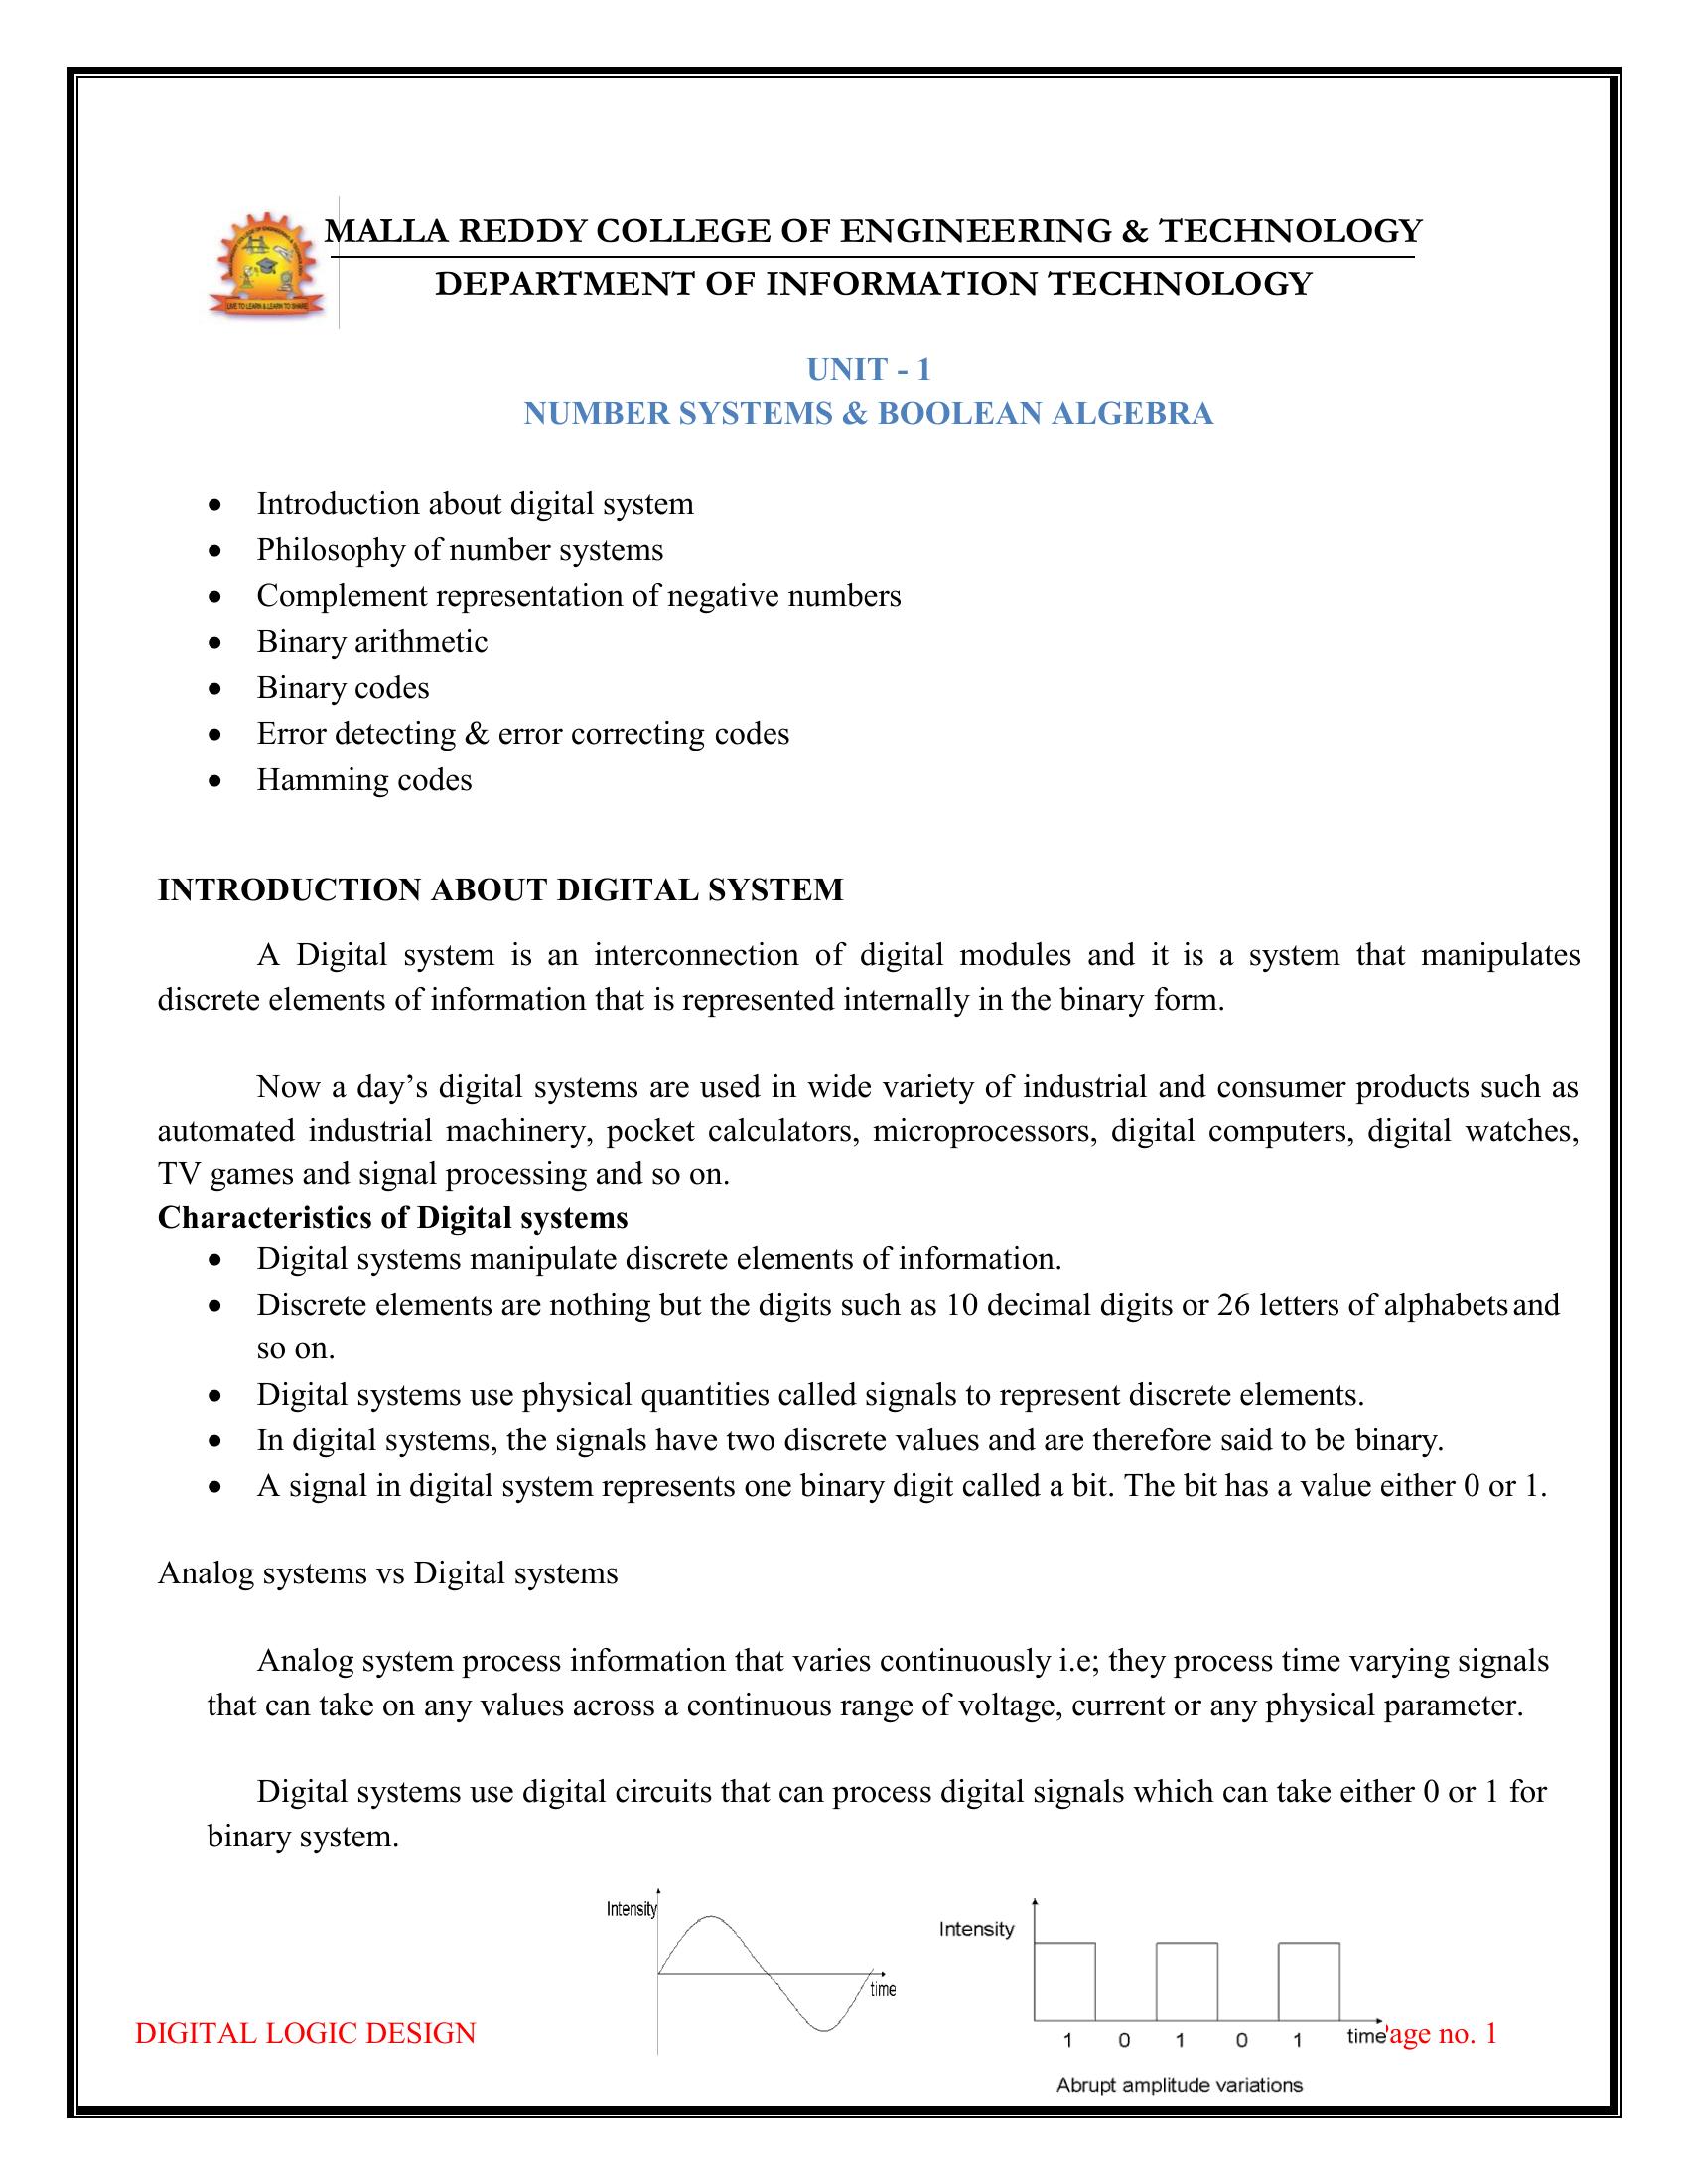 MALLA REDDY COLLEGE OF ENGINEERING & TECHNOLOGY
DEPARTMENT OF INFORMATION TECHNOLOGY
LIVE TO LEARN & LEARN TO SHARE
UNIT - 1
NUMBER SYSTEMS & BOOLEAN ALGEBRA
• Introduction about digital system
• Philosophy of number systems
• Complement representation of negative numbers
• Binary arithmetic
• Binary codes
• Error detecting & error correcting codes
• Hamming codes
INTRODUCTION ABOUT DIGITAL SYSTEM
A Digital system is an interconnection of digital modules and it is a system that manipulates
discrete elements of information that is represented internally in the binary form.
Now a day’s digital systems are used in wide variety of industrial and consumer products such as
automated industrial machinery, pocket calculators, microprocessors, digital computers, digital watches,
TV games and signal processing and so on.
Characteristics of Digital systems
• Digital systems manipulate discrete elements of information.
• Discrete elements are nothing but the digits such as 10 decimal digits or 26 letters of alphabets and
so on.
• Digital systems use physical quantities called signals to represent discrete elements.
• In digital systems, the signals have two discrete values and are therefore said to be binary.
• A signal in digital system represents one binary digit called a bit. The bit has a value either 0 or 1.
Analog systems vs Digital systems
Analog system process information that varies continuously i.e; they process time varying signals
that can take on any values across a continuous range of voltage, current or any physical parameter.
Digital systems use digital circuits that can process digital signals which can take either 0 or 1 for
binary system.
Intensity
time
Intensity
1 0 1 0 1 time
Abrupt amplitude variations
DIGITAL LOGIC DESIGN
Page no. 1